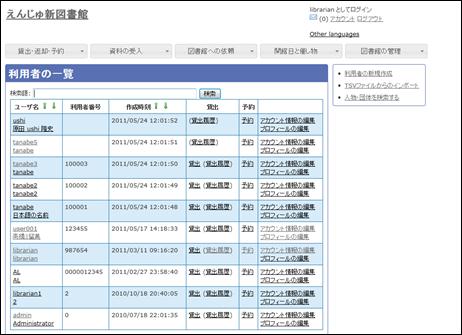 えんじゅ新図書館
librarian としてログイン
(0) アカウント ログアウト
Other languages
貸出・返却・予約 資料の受入 図書館への依頼 開館日と催し物 図書館の管理
利用者の一覧
検索語: 検索
ユーザ名 利用者番号 作成時刻 貸出 予約
ushi 2011/05/24 12:01:52 (貸出履歴) 予約 アカウント情報の編集
原田 ushi 隆史 プロフィールの編集
tanabe5 2011/05/24 12:01:51 (貸出履歴) 予約 アカウント情報の編集
tanabe プロフィールの編集
tanabe3 100003 2011/05/24 12:01:50 貸出 (貸出履歴) 予約 アカウント情報の編集
tanabe プロフィールの編集
tanabe2 100002 2011/05/24 12:01:49 貸出 (貸出履歴) 予約 アカウント情報の編集
tanabe2 プロフィールの編集
tanabe 100001 2011/05/24 12:01:48 貸出 (貸出履歴) 予約 アカウント情報の編集
日本語の名前 プロフィールの編集
user001 123455 2011/05/17 14:18:33 貸出 (貸出履歴) 予約 アカウント情報の編集
高橋 留美 プロフィールの編集
librarian 987654 2011/03/11 09:16:20 貸出 (貸出履歴) 予約 アカウント情報の編集
librarian プロフィールの編集
AL 0000012345 2011/02/27 23:58:40 貸出 (貸出履歴) 予約 アカウント情報の編集
AL プロフィールの編集
librarian1 2 2010/10/18 20:40:05 貸出 (貸出履歴) 予約 アカウント情報の編集
2 プロフィールの編集
admin 0 2010/07/18 22:01:35 貸出 (貸出履歴) 予約 アカウント情報の編集
Administrator プロフィールの編集
利用者の新規作成
TSVファイルからのインポート
人物・団体を検索する